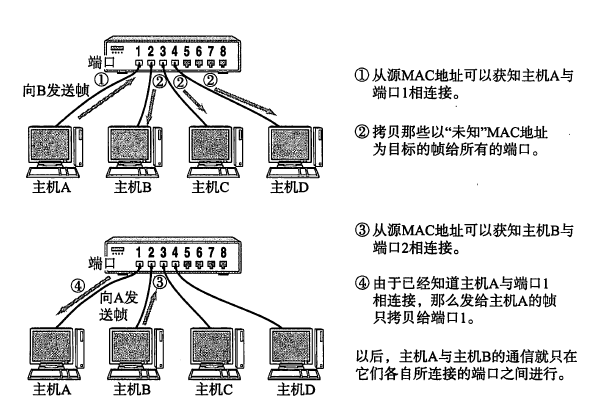 1 2 3 4 5 6 7 8
端口
① ② ② ②
向B发送帧
主机A 主机B 主机C 主机D
①从源MAC地址可以获知主机A与
端口1相连接。
②拷贝那些以“未知”MAC地址
为目标的帧给所有的端口。
1 2 3 4 5 6 7 8
端口
④ 向A发 ③
送帧
主机A 主机B 主机C 主机D
③从源MAC地址可以获知主机B与
端口2相连接。
④由于已经知道主机A与端口1
相连接，那么发给主机A的帧
只拷贝给端口1。
以后，主机A与主机B的通信就只在
它们各自所连接的端口之间进行。